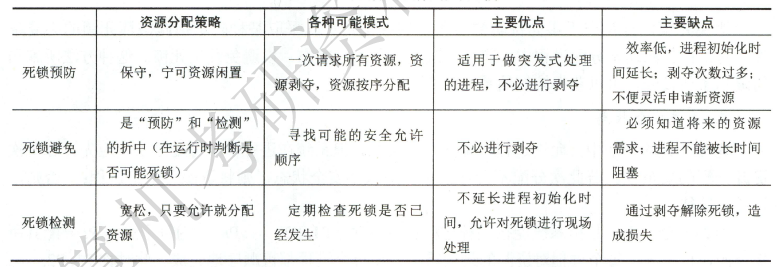 资源分配策略 各种可能模式 主要优点 主要缺点
死锁预防
保守，宁可资源闲置
一次请求所有资源，资
源剥夺，资源按序分配
适用于做突发式处理
的进程，不必进行剥夺
效率低，进程初始化时
间延长；剥夺次数过多；
不便灵活申请新资源
死锁避免
是“预防”和“检测”
的折中（在运行时判断是
否可能死锁）
寻找可能的安全允许
顺序
不必进行剥夺
必须知道将来的资源
需求；进程不能被长时间
阻塞
死锁检测
宽松，只要允许就分配
资源
定期检查死锁是否已
经发生
不延长进程初始化时
间，允许对死锁进行现场
处理
通过剥夺解除死锁，造
成损失
算机考研资